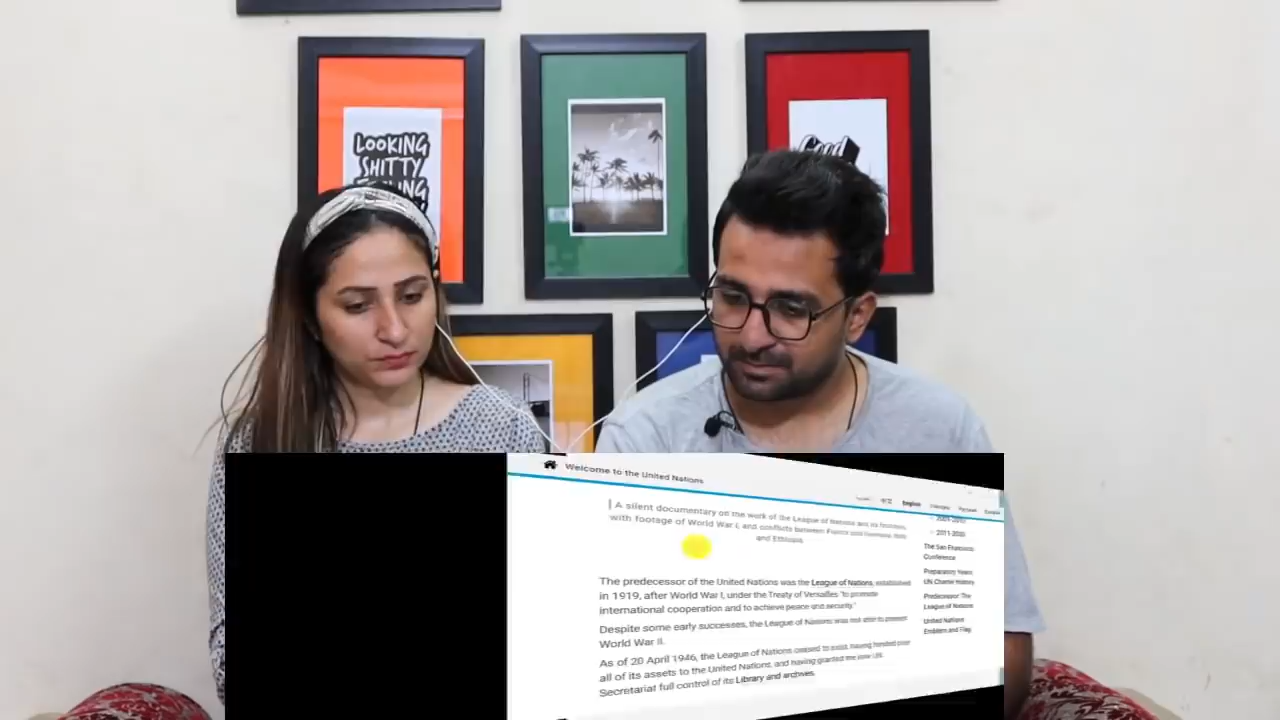 LOOKING
SHITTY
FEELING
Welcome to the United Nations
English
A silent documentary on the work of the League of Nations and its
with footage of World War I, and conflicts between France and Germany, Italy
and Ethiopia
2001-2010
2011-2020
The San Francisco
Conference
Preparatory Years:
UN Charter History
Predecessor: The
League of Nations
United Nations
Emblem and Flag
The predecessor of the United Nations was the League of Nations, established
in 1919, after World War I, under the Treaty of Versailles "to promote
international cooperation and to achieve peace and security."
Despite some early successes, the League of Nations was not able to prevent
World War II.
As of 20 April 1946, the League of Nations ceased to exist, having handed over
all of its assets to the United Nations, and having granted the new UN
Secretariat full control of its Library and archives.